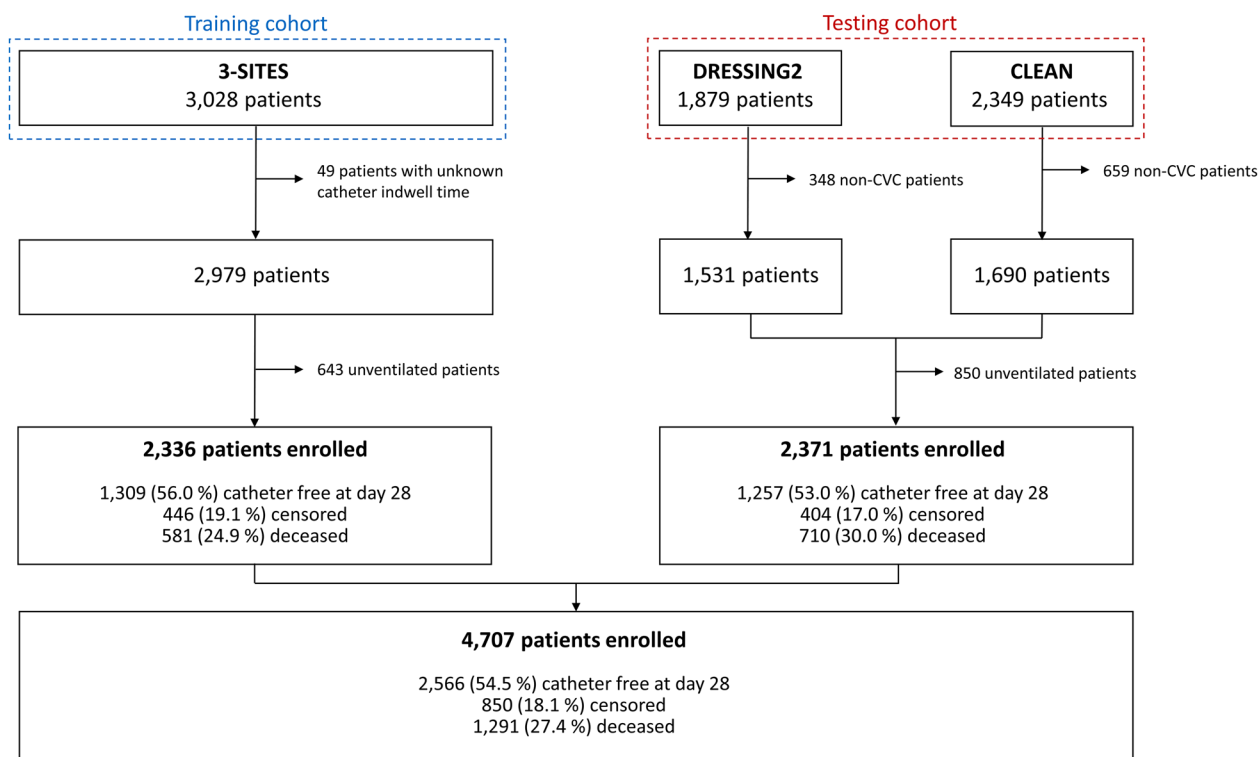 Training cohort
Testing cohort
3-SITES
3,028 patients
DRESSING2
1,879 patients
CLEAN
2,349 patients
49 patients with unknown
catheter indwell time
348 non-CVC patients
659 non-CVC patients
2,979 patients
1,531 patients
1,690 patients
643 unventilated patients
850 unventilated patients
2,336 patients enrolled
1,309 (56.0 %) catheter free at day 28
446 (19.1 %) censored
581 (24.9 %) deceased
2,371 patients enrolled
1,257 (53.0 %) catheter free at day 28
404 (17.0 %) censored
710 (30.0 %) deceased
4,707 patients enrolled
2,566 (54.5 %) catheter free at day 28
850 (18.1 %) censored
1,291 (27.4 %) deceased